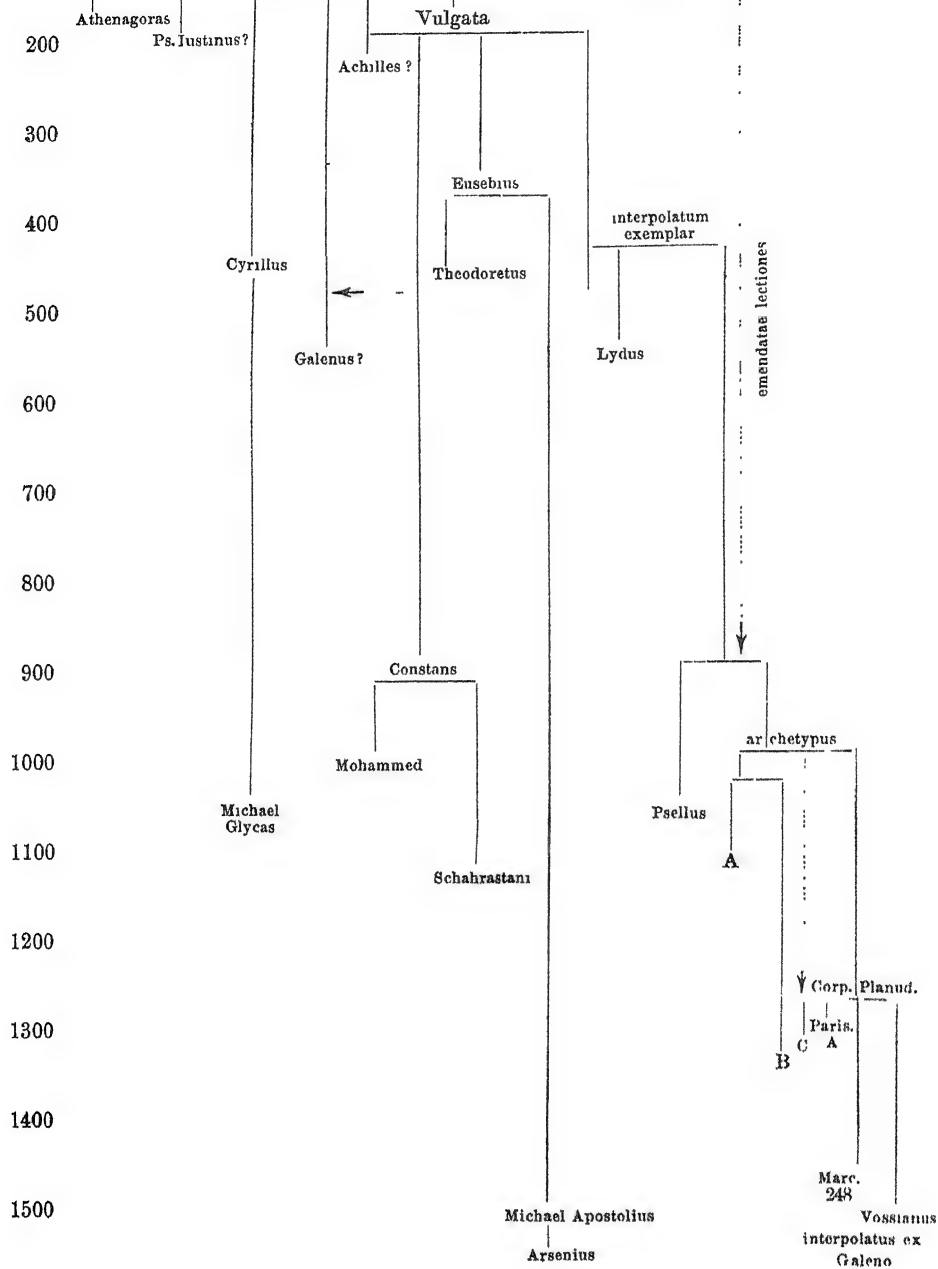 Athenagoras
Vulgata
200
Ps. Iustinus?
Achilles?
300
Eusebius
400
interpolatum
exemplar
Cyrillus
Theodoretus
emendatae lectiones
500
Galenus?
Lydus
600
700
800
900
Constans
archetypus
1000
Mohammed
Michael
Glycas
Psellus
1100
A
Schahrastani
1200
Corp. Planud.
1300
Paris.
A
C
B
1400
Marc.
248
1500
Michael Apostolius
Vossianus
interpolatus ex
Galeno
Arsenius